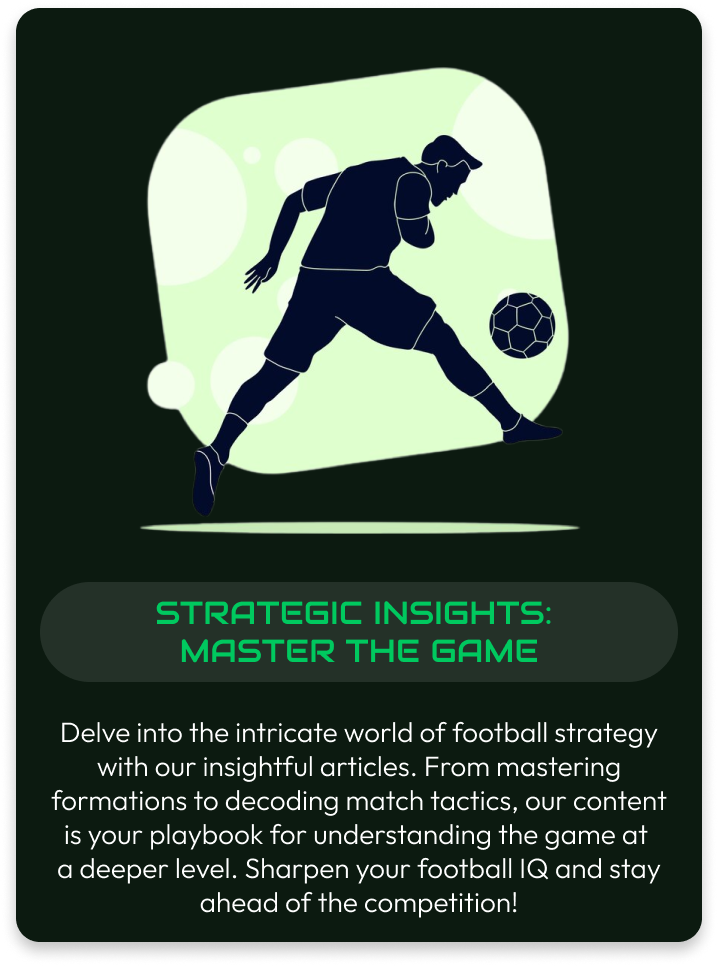 STRATEGIC INSIGHTS:
MASTER THE GAME
Delve into the intricate world of football strategy
with our insightful articles. From mastering
formations to decoding match tactics, our content
is your playbook for understanding the game at
a deeper level. Sharpen your football IQ and stay
ahead of the competition!